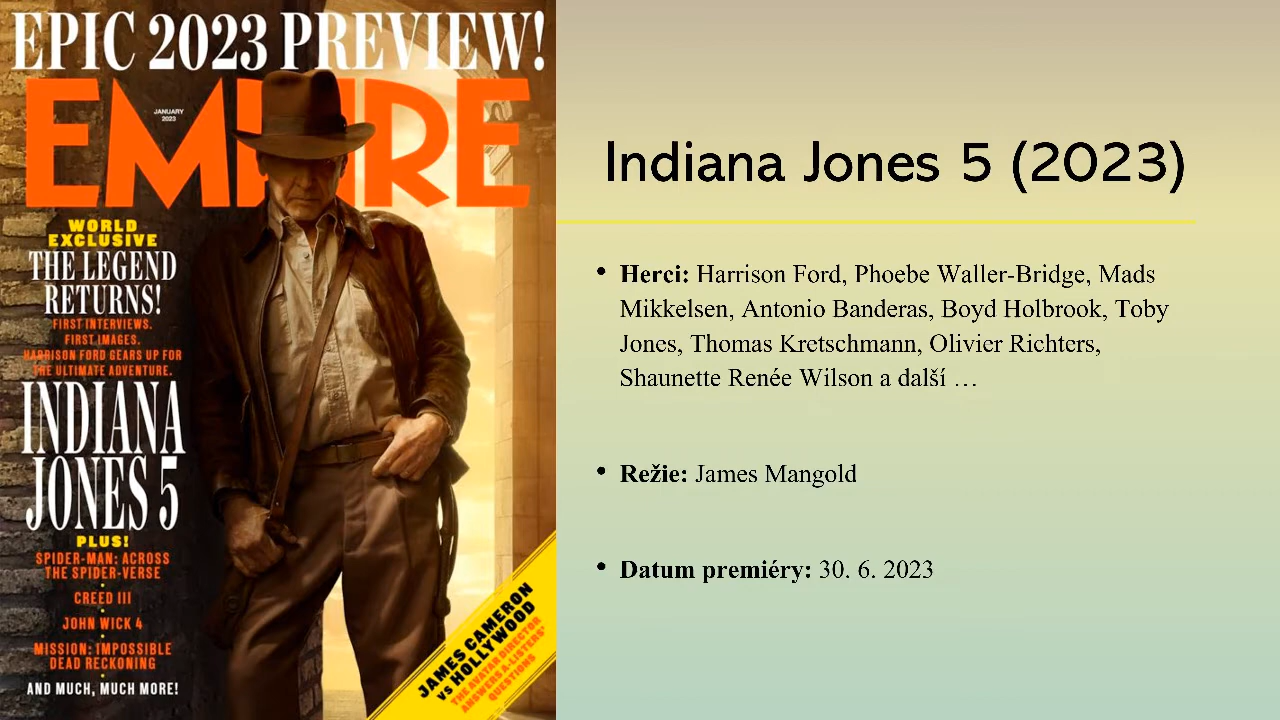 EPIC 2023 PREVIEW!
EMPIRE
JANUARY
2023
WORLD
EXCLUSIVE
THE LEGEND
RETURNS!
FIRST INTERVIEWS.
FIRST IMAGES.
HARRISON FORD GEARS UP FOR
THE ULTIMATE ADVENTURE.
INDIANA
JONES 5
PLUS!
SPIDER-MAN: ACROSS
THE SPIDER-VERSE
CREED III
JOHN WICK 4
MISSION: IMPOSSIBLE
DEAD RECKONING
AND MUCH, MUCH MORE!
JAMES CAMERON
VS HOLLYWOOD
THE AVATAR DIRECTOR
ANSWERS A-LISTERS'
QUESTIONS
Indiana Jones 5 (2023)
• Herci: Harrison Ford, Phoebe Waller-Bridge, Mads
Mikkelsen, Antonio Banderas, Boyd Holbrook, Toby
Jones, Thomas Kretschmann, Olivier Richters,
Shaunette Renée Wilson a další …
• Režie: James Mangold
• Datum premiéry: 30. 6. 2023